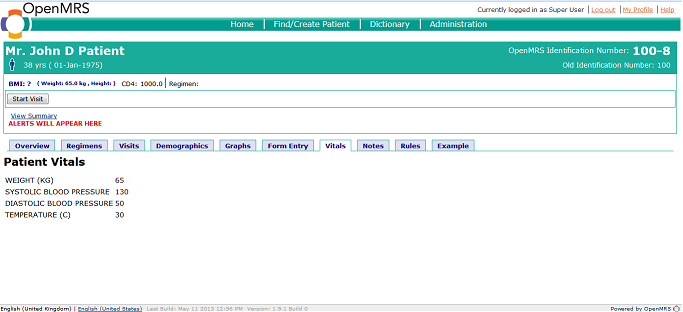 OpenMRS
Currently logged in as Super User | Log out | My Profile | Help
Home | Find/Create Patient | Dictionary | Administration
Mr. John D Patient
OpenMRS Identification Number: 100-8
38 yrs ( 01-Jan-1975)
Old Identification Number: 100
BMI: ? ( Weight: 65.0 kg , Height: ) CD4: 1000.0 | Regimen:
Start Visit
View Summary
ALERTS WILL APPEAR HERE
Overview Regimens Visits Demographics Graphs Form Entry Vitals Notes Rules Example
Patient Vitals
WEIGHT (KG) 65
SYSTOLIC BLOOD PRESSURE 130
DIASTOLIC BLOOD PRESSURE 50
TEMPERATURE (C) 30
English (United Kingdom) | English (United States) Last Build: May 11 2013 12:56 PM Version: 1.9.1 Build 0 Powered by OpenMRS